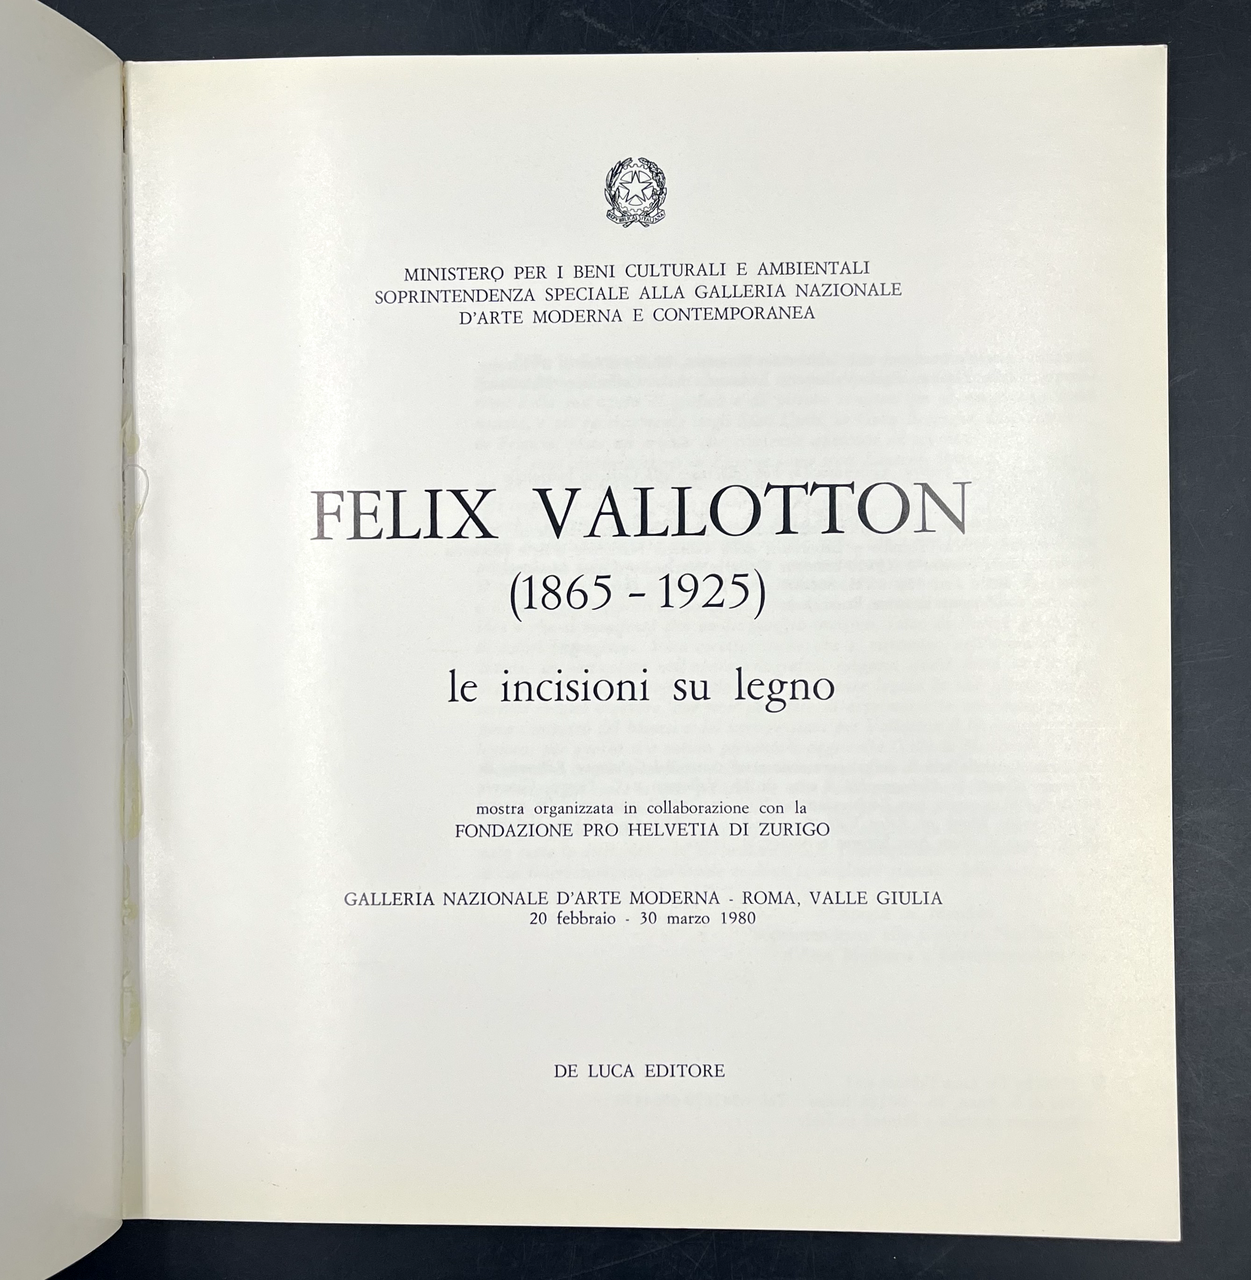 REPUBBLICA ITALIANA
MINISTERO PER I BENI CULTURALI E AMBIENTALI
SOPRINTENDENZA SPECIALE ALLA GALLERIA NAZIONALE
D'ARTE MODERNA E CONTEMPORANEA
FELIX VALLOTTON
(1865 - 1925)
le incisioni su legno
mostra organizzata in collaborazione con la
FONDAZIONE PRO HELVETIA DI ZURIGO
GALLERIA NAZIONALE D'ARTE MODERNA - ROMA, VALLE GIULIA
20 febbraio - 30 marzo 1980
DE LUCA EDITORE